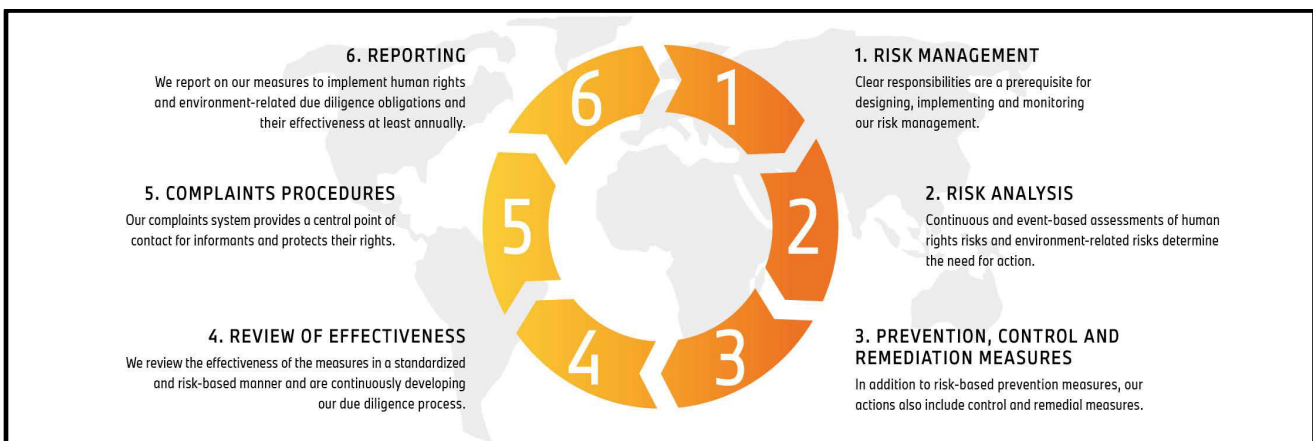 1. RISK MANAGEMENT
Clear responsibilities are a prerequisite for
designing, implementing and monitoring
our risk management.
2. RISK ANALYSIS
Continuous and event-based assessments of human
rights risks and environment-related risks determine
the need for action.
3. PREVENTION, CONTROL AND
REMEDIATION MEASURES
In addition to risk-based prevention measures, our
actions also include control and remedial measures.
4. REVIEW OF EFFECTIVENESS
We review the effectiveness of the measures in a standardized
and risk-based manner and are continuously developing
our due diligence process.
5. COMPLAINTS PROCEDURES
Our complaints system provides a central point of
contact for informants and protects their rights.
6. REPORTING
We report on our measures to implement human rights
and environment-related due diligence obligations and
their effectiveness at least annually.
1
2
3
4
5
6